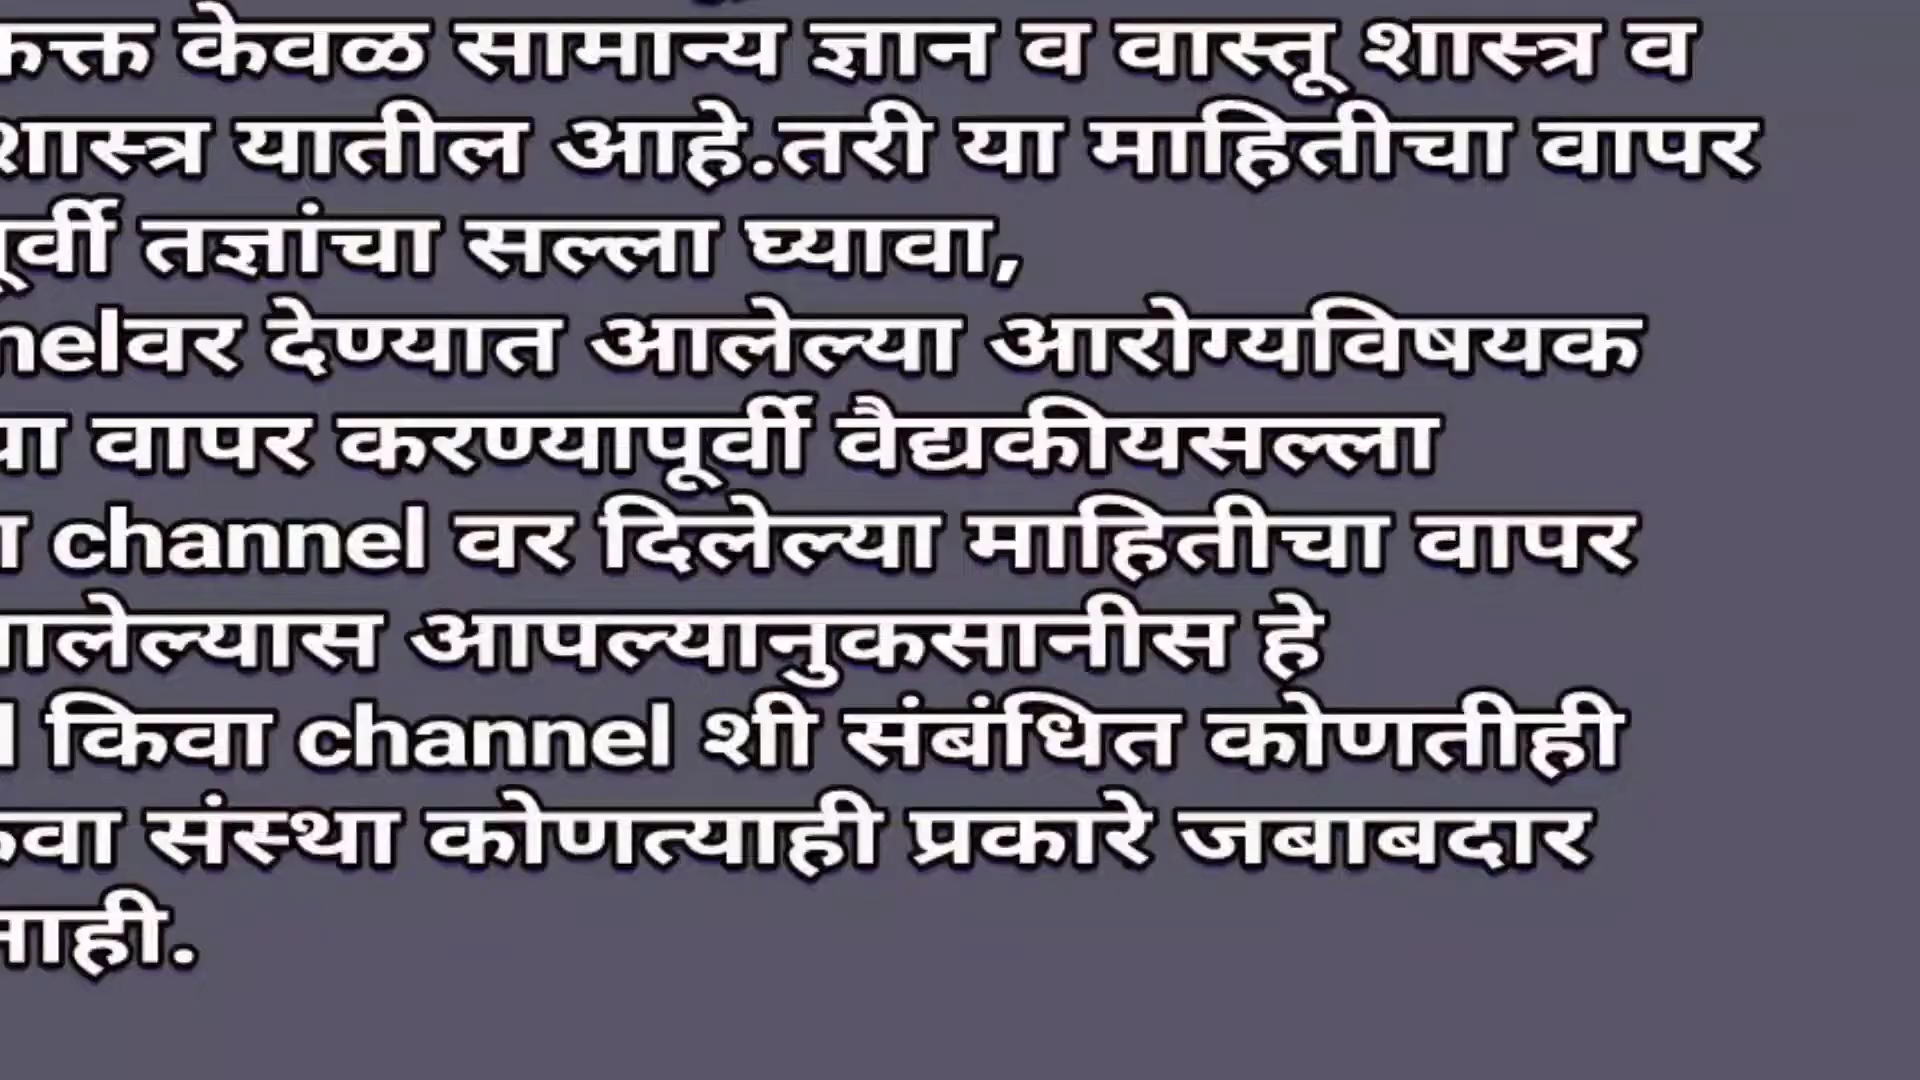 केवळ सामान्य ज्ञान व वास्तू शास्त्र व
शास्त्र यातील आहे.तरी या माहितीचा वापर
तज्ञांचा सल्ला घ्यावा,
nelवर देण्यात आलेल्या आरोग्यविषयक
वापर करण्यापूर्वी वैद्यकीयसल्ला
channel वर दिलेल्या माहितीचा वापर
आपल्यानुकसानीस हे
किवा channel शी संबंधित कोणतीही
संस्था कोणत्याही प्रकारे जबाबदार
नाही.